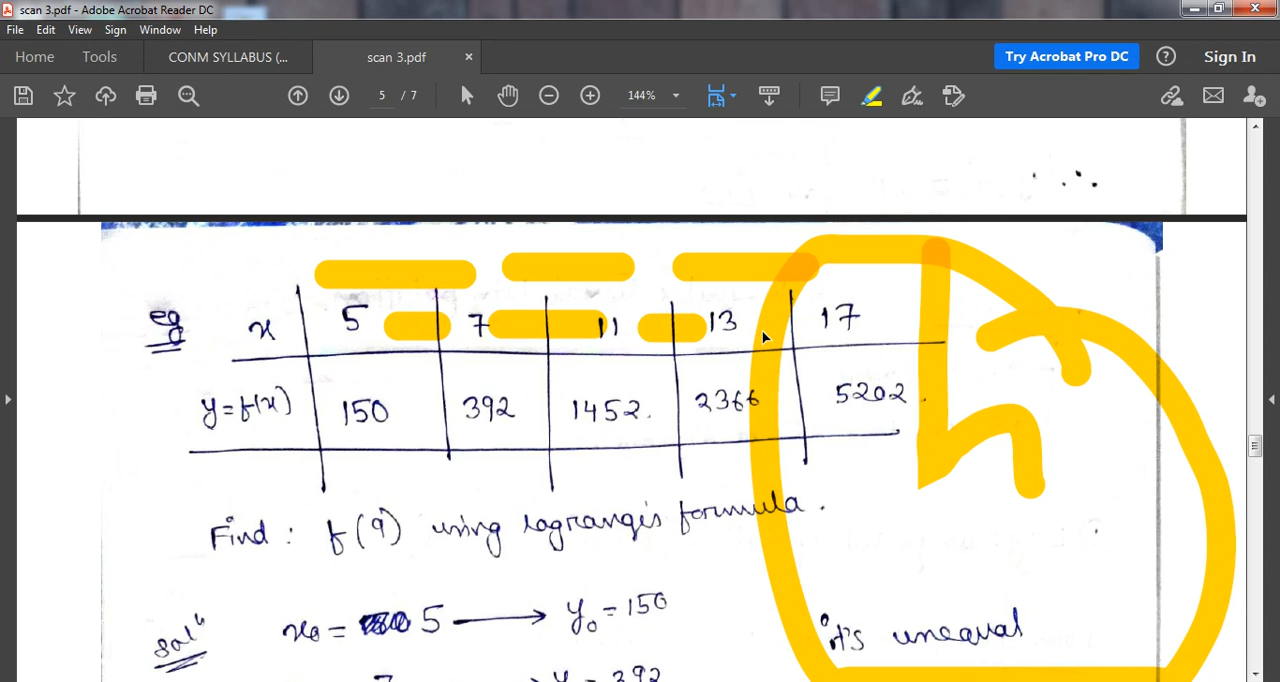 scan 3.pdf - Adobe Acrobat Reader DC
File Edit View Sign Window Help
Home Tools CONM SYLLABUS (... scan 3.pdf × Try Acrobat Pro DC ? Sign In
5 / 7 144%
eg x 5 7 11 13 17
y=f(x) 150 392 1452. 2366 5202.
h
Find : f(9) using lagrangis formula.
solⁿ x₀ = 5 → y₀ = 150
it's unequal
392